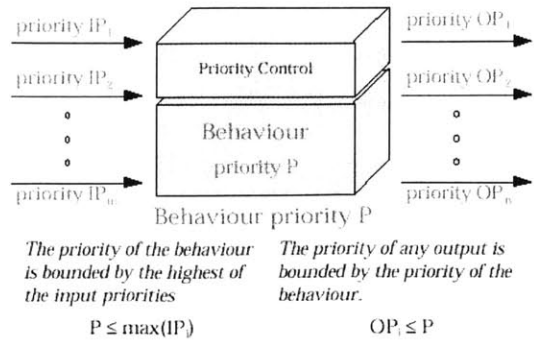 priority IP₁
priority OP₁
Priority Control
priority IP₂
priority OP₂
Behaviour
priority P
priority IPₘ
priority OPₙ
Behaviour priority P
The priority of the behaviour
is bounded by the highest of
the input priorities
P ≤ max(IPᵢ)
The priority of any output is
bounded by the priority of the
behaviour.
OPᵢ ≤ P